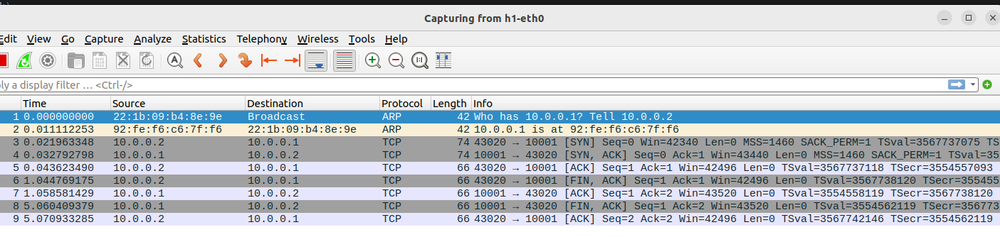 Capturing from h1-eth0
Edit View Go Capture Analyze Statistics Telephony Wireless Tools Help
ly a display filter … <Ctrl-/>
Time Source Destination Protocol Length Info
1 0.000000000 22:1b:09:b4:8e:9e Broadcast ARP 42 Who has 10.0.0.1? Tell 10.0.0.2
2 0.011112253 92:fe:f6:c6:7f:f6 22:1b:09:b4:8e:9e ARP 42 10.0.0.1 is at 92:fe:f6:c6:7f:f6
3 0.021963348 10.0.0.2 10.0.0.1 TCP 74 43020 → 10001 [SYN] Seq=0 Win=42340 Len=0 MSS=1460 SACK_PERM=1 TSval=3567737075 TS
4 0.032792798 10.0.0.1 10.0.0.2 TCP 74 10001 → 43020 [SYN, ACK] Seq=0 Ack=1 Win=43440 Len=0 MSS=1460 SACK_PERM=1 TSval=35
5 0.043623490 10.0.0.2 10.0.0.1 TCP 66 43020 → 10001 [ACK] Seq=1 Ack=1 Win=42496 Len=0 TSval=3567737118 TSecr=3554557093
6 1.044769175 10.0.0.2 10.0.0.1 TCP 66 43020 → 10001 [FIN, ACK] Seq=1 Ack=1 Win=42496 Len=0 TSval=3567738120 TSecr=355455
7 1.058581429 10.0.0.1 10.0.0.2 TCP 66 10001 → 43020 [ACK] Seq=1 Ack=2 Win=43520 Len=0 TSval=3554558119 TSecr=3567738120
8 5.060409379 10.0.0.1 10.0.0.2 TCP 66 10001 → 43020 [FIN, ACK] Seq=1 Ack=2 Win=43520 Len=0 TSval=3554562119 TSecr=356773
9 5.070933285 10.0.0.2 10.0.0.1 TCP 66 43020 → 10001 [ACK] Seq=2 Ack=2 Win=42496 Len=0 TSval=3567742146 TSecr=3554562119